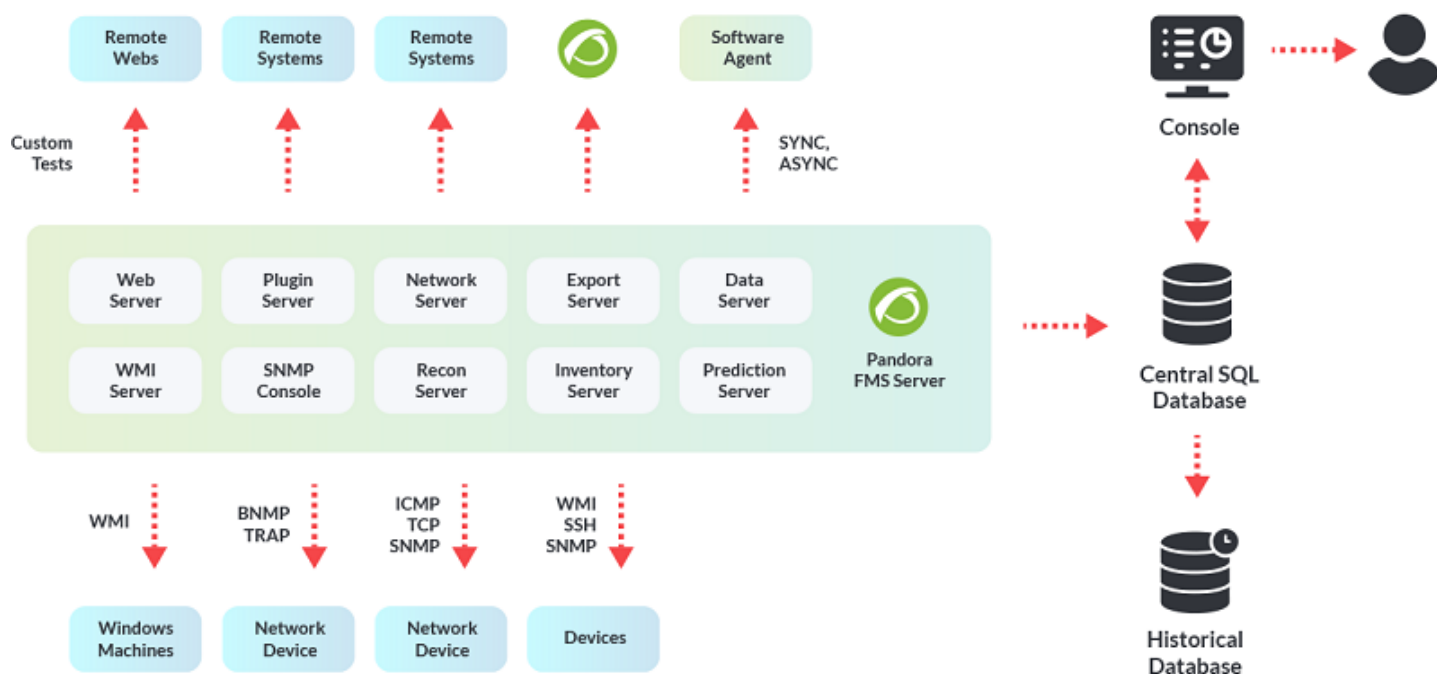 Remote
Webs
Remote
Systems
Remote
Systems
Software
Agent
Custom
Tests
SYNC,
ASYNC
Web
Server
Plugin
Server
Network
Server
Export
Server
Data
Server
WMI
Server
SNMP
Console
Recon
Server
Inventory
Server
Prediction
Server
Pandora
FMS Server
WMI
BNMP
TRAP
ICMP
TCP
SNMP
WMI
SSH
SNMP
Windows
Machines
Network
Device
Network
Device
Devices
Console
Central SQL
Database
Historical
Database